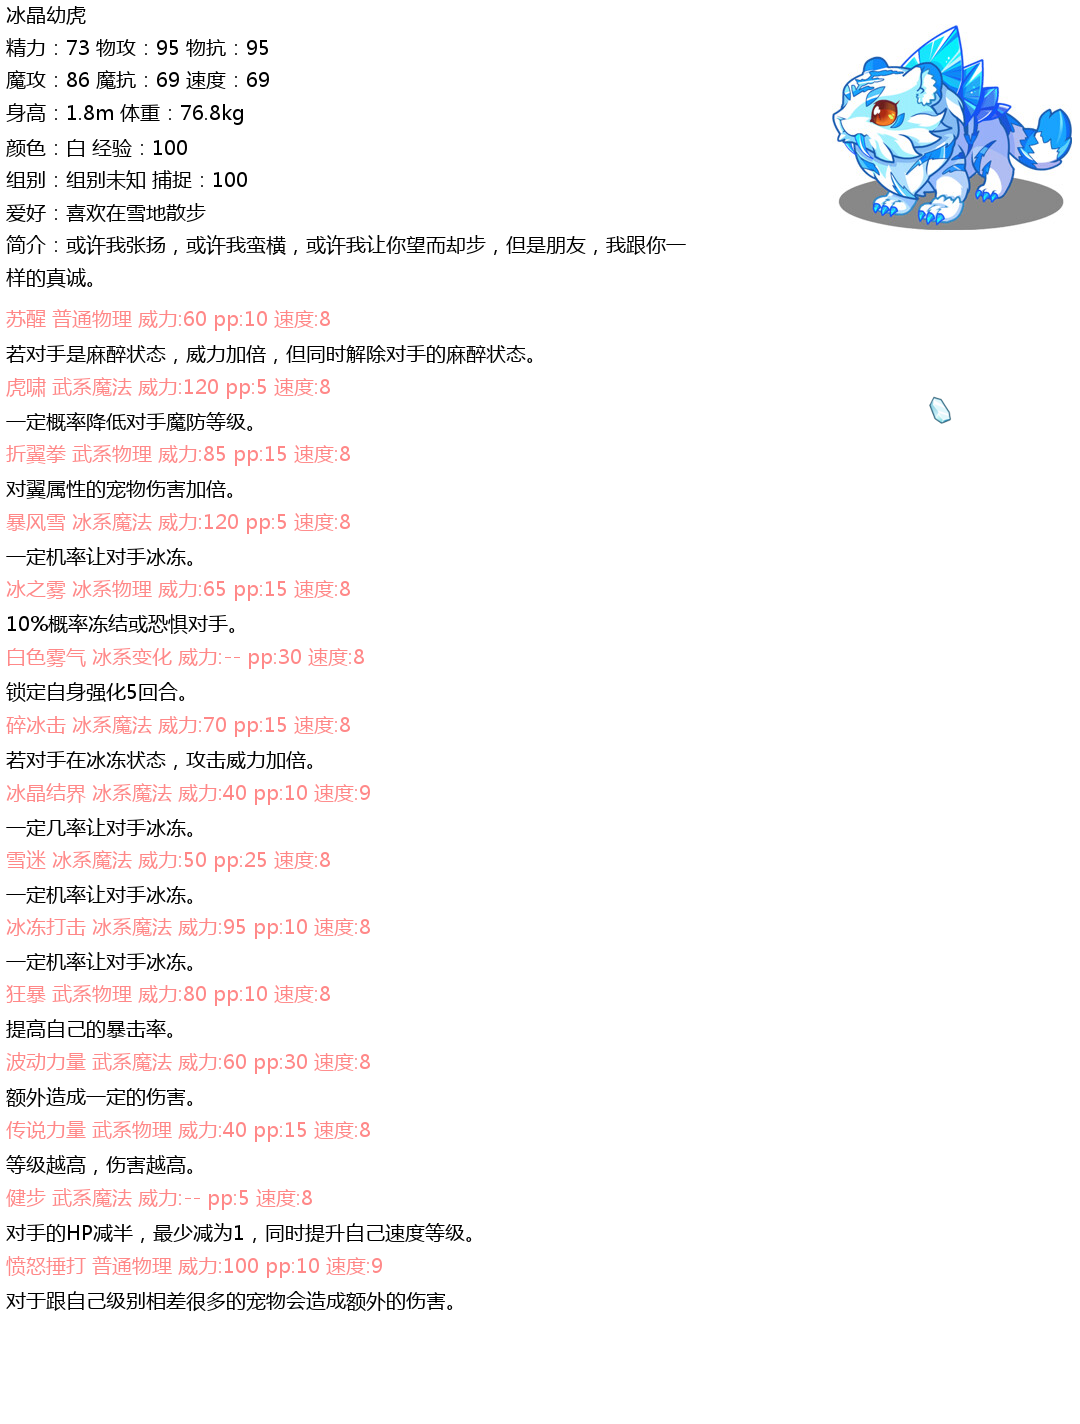 冰晶幼虎
精力：73 物攻：95 物抗：95
魔攻：86 魔抗：69 速度：69
身高：1.8m 体重：76.8kg
颜色：白 经验：100
组别：组别未知 捕捉：100
爱好：喜欢在雪地散步
简介：或许我张扬，或许我蛮横，或许我让你望而却步，但是朋友，我跟你一
样的真诚。
苏醒 普通物理 威力:60 pp:10 速度:8
若对手是麻醉状态，威力加倍，但同时解除对手的麻醉状态。
虎啸 武系魔法 威力:120 pp:5 速度:8
一定概率降低对手魔防等级。
折翼拳 武系物理 威力:85 pp:15 速度:8
对翼属性的宠物伤害加倍。
暴风雪 冰系魔法 威力:120 pp:5 速度:8
一定机率让对手冰冻。
冰之雾 冰系物理 威力:65 pp:15 速度:8
10%概率冻结或恐惧对手。
白色雾气 冰系变化 威力:-- pp:30 速度:8
锁定自身强化5回合。
碎冰击 冰系魔法 威力:70 pp:15 速度:8
若对手在冰冻状态，攻击威力加倍。
冰晶结界 冰系魔法 威力:40 pp:10 速度:9
一定几率让对手冰冻。
雪迷 冰系魔法 威力:50 pp:25 速度:8
一定机率让对手冰冻。
冰冻打击 冰系魔法 威力:95 pp:10 速度:8
一定机率让对手冰冻。
狂暴 武系物理 威力:80 pp:10 速度:8
提高自己的暴击率。
波动力量 武系魔法 威力:60 pp:30 速度:8
额外造成一定的伤害。
传说力量 武系物理 威力:40 pp:15 速度:8
等级越高，伤害越高。
健步 武系魔法 威力:-- pp:5 速度:8
对手的HP减半，最少减为1，同时提升自己速度等级。
愤怒捶打 普通物理 威力:100 pp:10 速度:9
对于跟自己级别相差很多的宠物会造成额外的伤害。